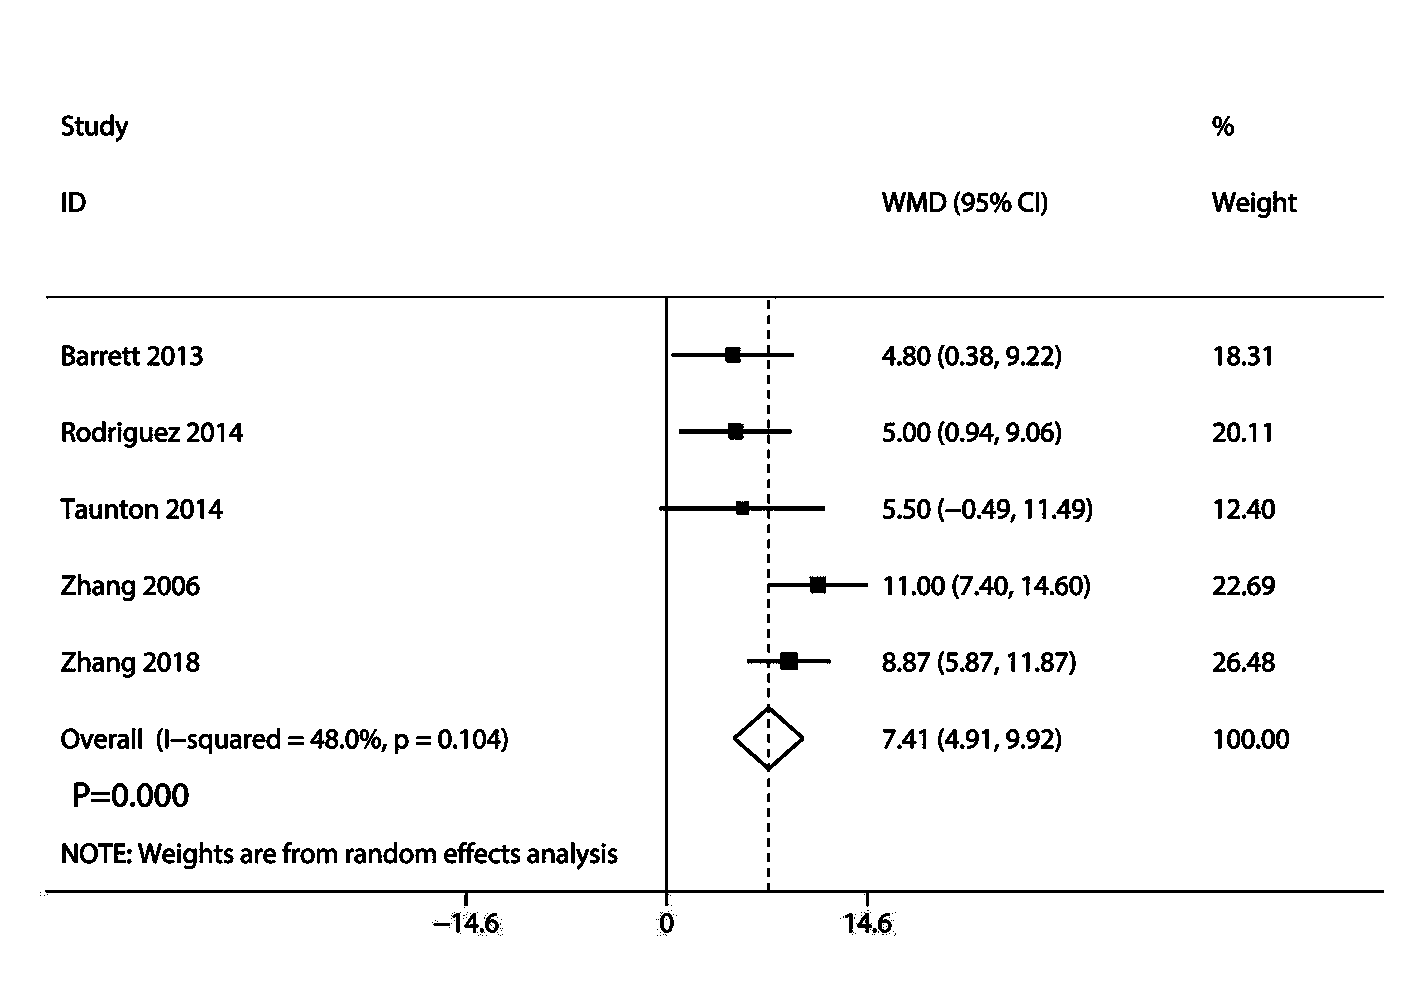 Study %
ID WMD (95% CI) Weight
Barrett 2013 4.80 (0.38, 9.22) 18.31
Rodriguez 2014 5.00 (0.94, 9.06) 20.11
Taunton 2014 5.50 (−0.49, 11.49) 12.40
Zhang 2006 11.00 (7.40, 14.60) 22.69
Zhang 2018 8.87 (5.87, 11.87) 26.48
Overall (I−squared = 48.0%, p = 0.104) 7.41 (4.91, 9.92) 100.00
P=0.000
NOTE: Weights are from random effects analysis
−14.6 0 14.6